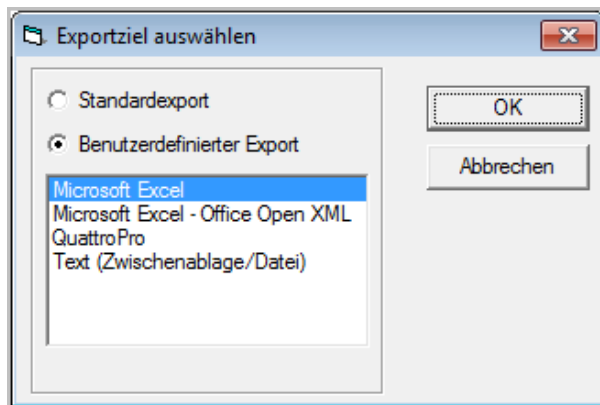 Exportziel auswählen
Standardexport
Benutzerdefinierter Export
Microsoft Excel
Microsoft Excel - Office Open XML
QuattroPro
Text (Zwischenablage/Datei)
OK
Abbrechen